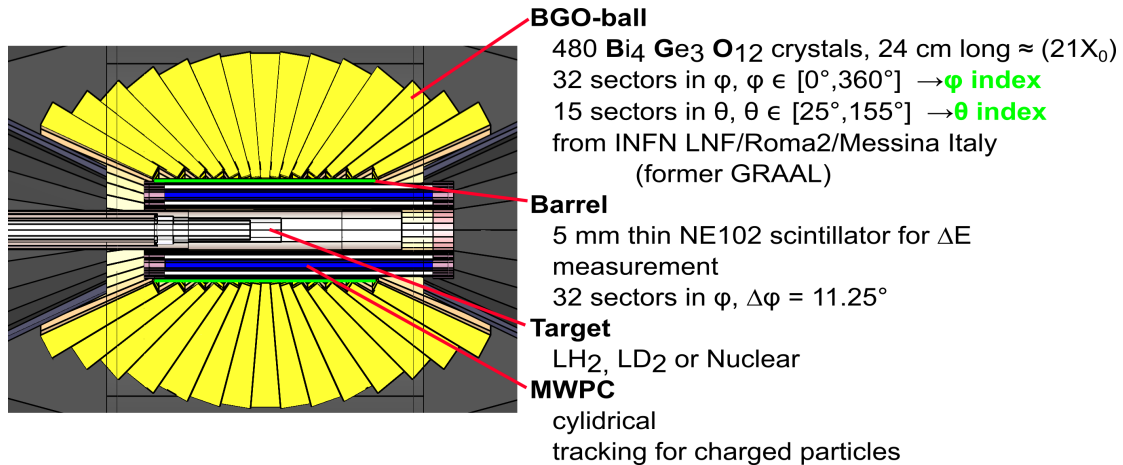 BGO-ball
480 Bi4 Ge3 O12 crystals, 24 cm long ≈ (21X0)
32 sectors in φ, φ ϵ [0°,360°] →φ index
15 sectors in θ, θ ϵ [25°,155°] →θ index
from INFN LNF/Roma2/Messina Italy
(former GRAAL)
Barrel
5 mm thin NE102 scintillator for ΔE
measurement
32 sectors in φ, Δφ = 11.25°
Target
LH2, LD2 or Nuclear
MWPC
cylidrical
tracking for charged particles